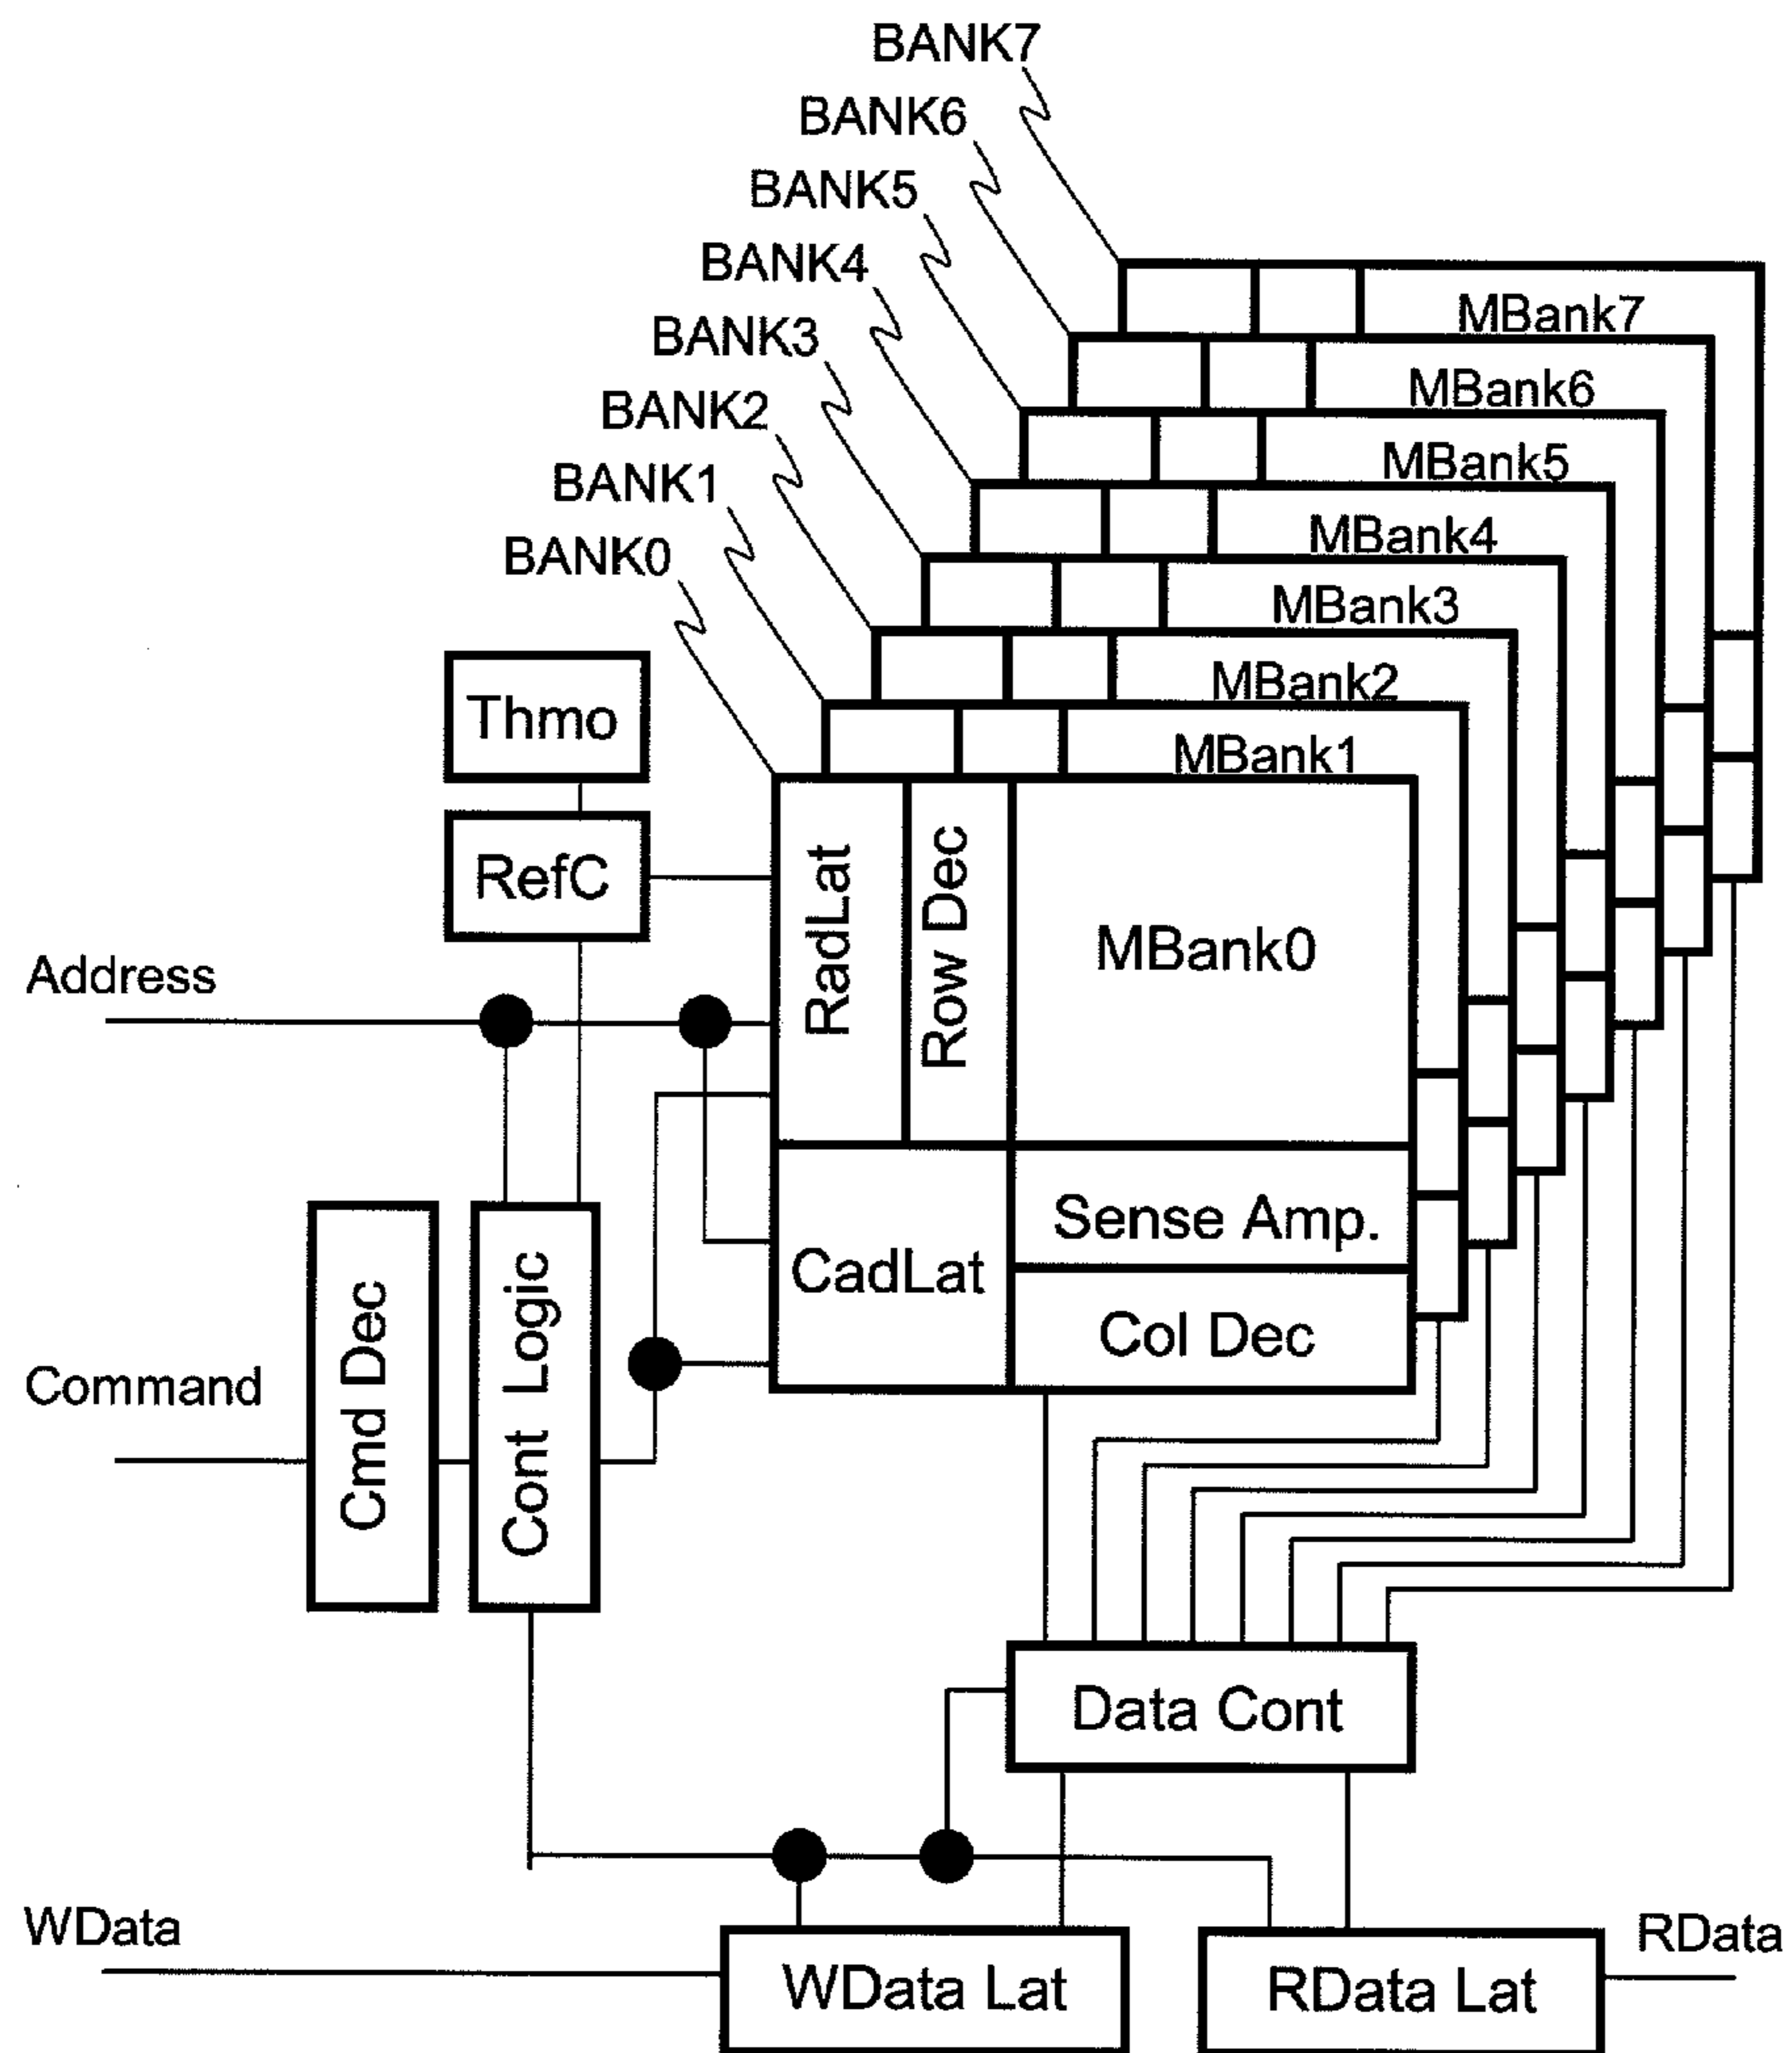 BANK7
BANK6
BANK5
BANK4
BANK3
BANK2
BANK1
BANK0
MBank7
MBank6
MBank5
MBank4
MBank3
MBank2
MBank1
Thmo
RefC
RadLat
Row Dec
MBank0
Address
Sense Amp.
CadLat
Col Dec
Command
Cmd Dec
Cont Logic
Data Cont
WData
WData Lat
RData Lat
RData